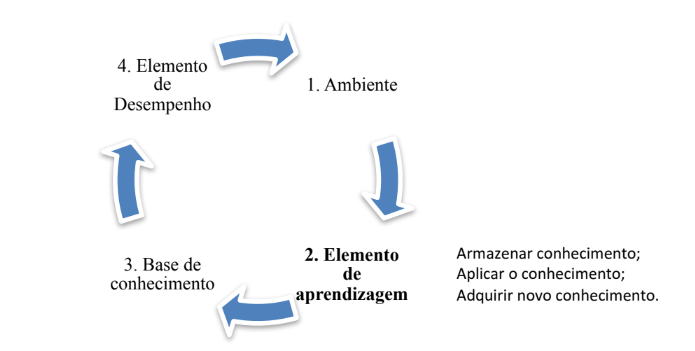 4. Elemento
de
Desempenho
1. Ambiente
2. Elemento
de
aprendizagem
Armazenar conhecimento;
Aplicar o conhecimento;
Adquirir novo conhecimento.
3. Base de
conhecimento